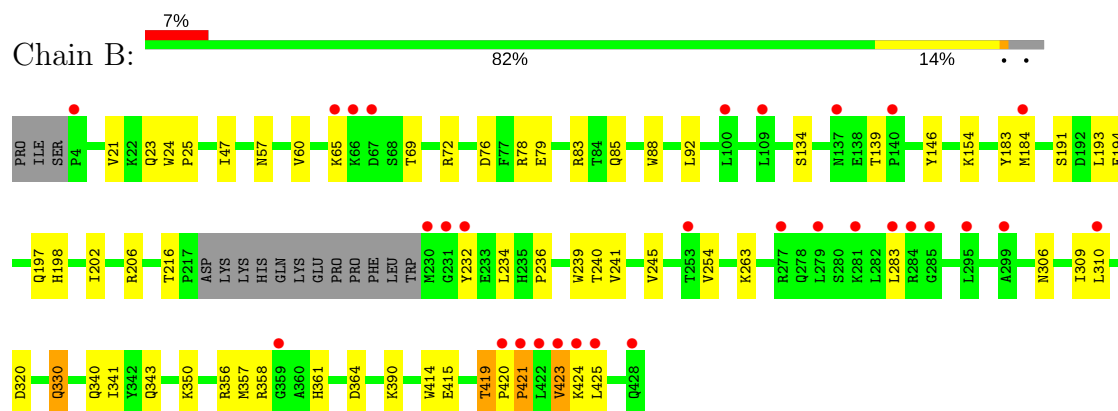 7%
Chain B:
82% 14% • •
PRO ILE SER P4 V21 K22 Q23 W24 P25 I47 N57 V60 K65 K66 D67 S68 T69 R72 D76 F77 R78 E79 R83 T84 Q85 W88 L92 L100 L109 S134 N137 E138 T139 P140 Y146 K154 Y183 M184 S191 D192 L193 E194
Q197 H198 I202 R206 T216 P217 ASP LYS LYS HIS GLN LYS GLU PRO PRO PHE LEU TRP M230 G231 Y232 E233 L234 H235 P236 W239 T240 V241 V245 T253 V254 K263 R277 Q278 L279 S280 K281 L282 L283 R284 G285 L295 A299 N306 I309 L310
D320 Q330 Q340 I341 Y342 Q343 K350 R356 M357 R358 G359 A360 H361 D364 K390 W414 E415 T419 P420 P421 L422 V423 K424 L425 Q428